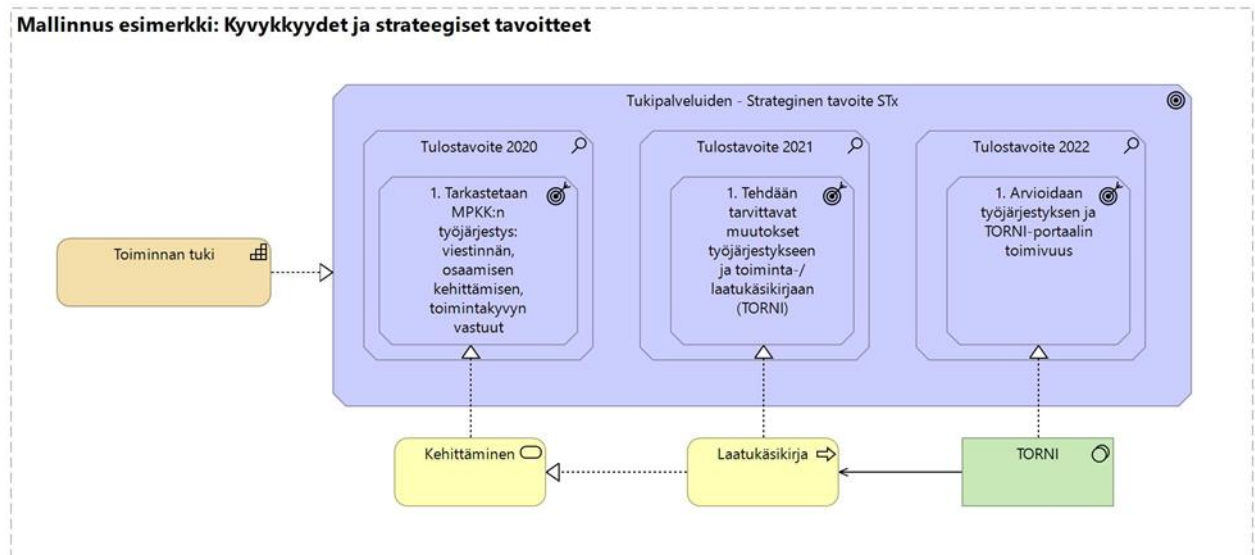 Mallinnus esimerkki: Kyvykkyydet ja strateegiset tavoitteet
Tukipalveluiden - Strateginen tavoite STx
Tulostavoite 2020
1. Tarkastetaan
MPKK:n
työjärjestys:
viestinnän,
osaamisen
kehittämisen,
toimintakyvyn
vastuut
Tulostavoite 2021
1. Tehdään
tarvittavat
muutokset
työjärjestykseen
ja toiminta-/
laatukäsikirjaan
(TORNI)
Tulostavoite 2022
1. Arvioidaan
työjärjestyksen ja
TORNI-portaalin
toimivuus
Toiminnan tuki
Kehittäminen
Laatukäsikirja
TORNI